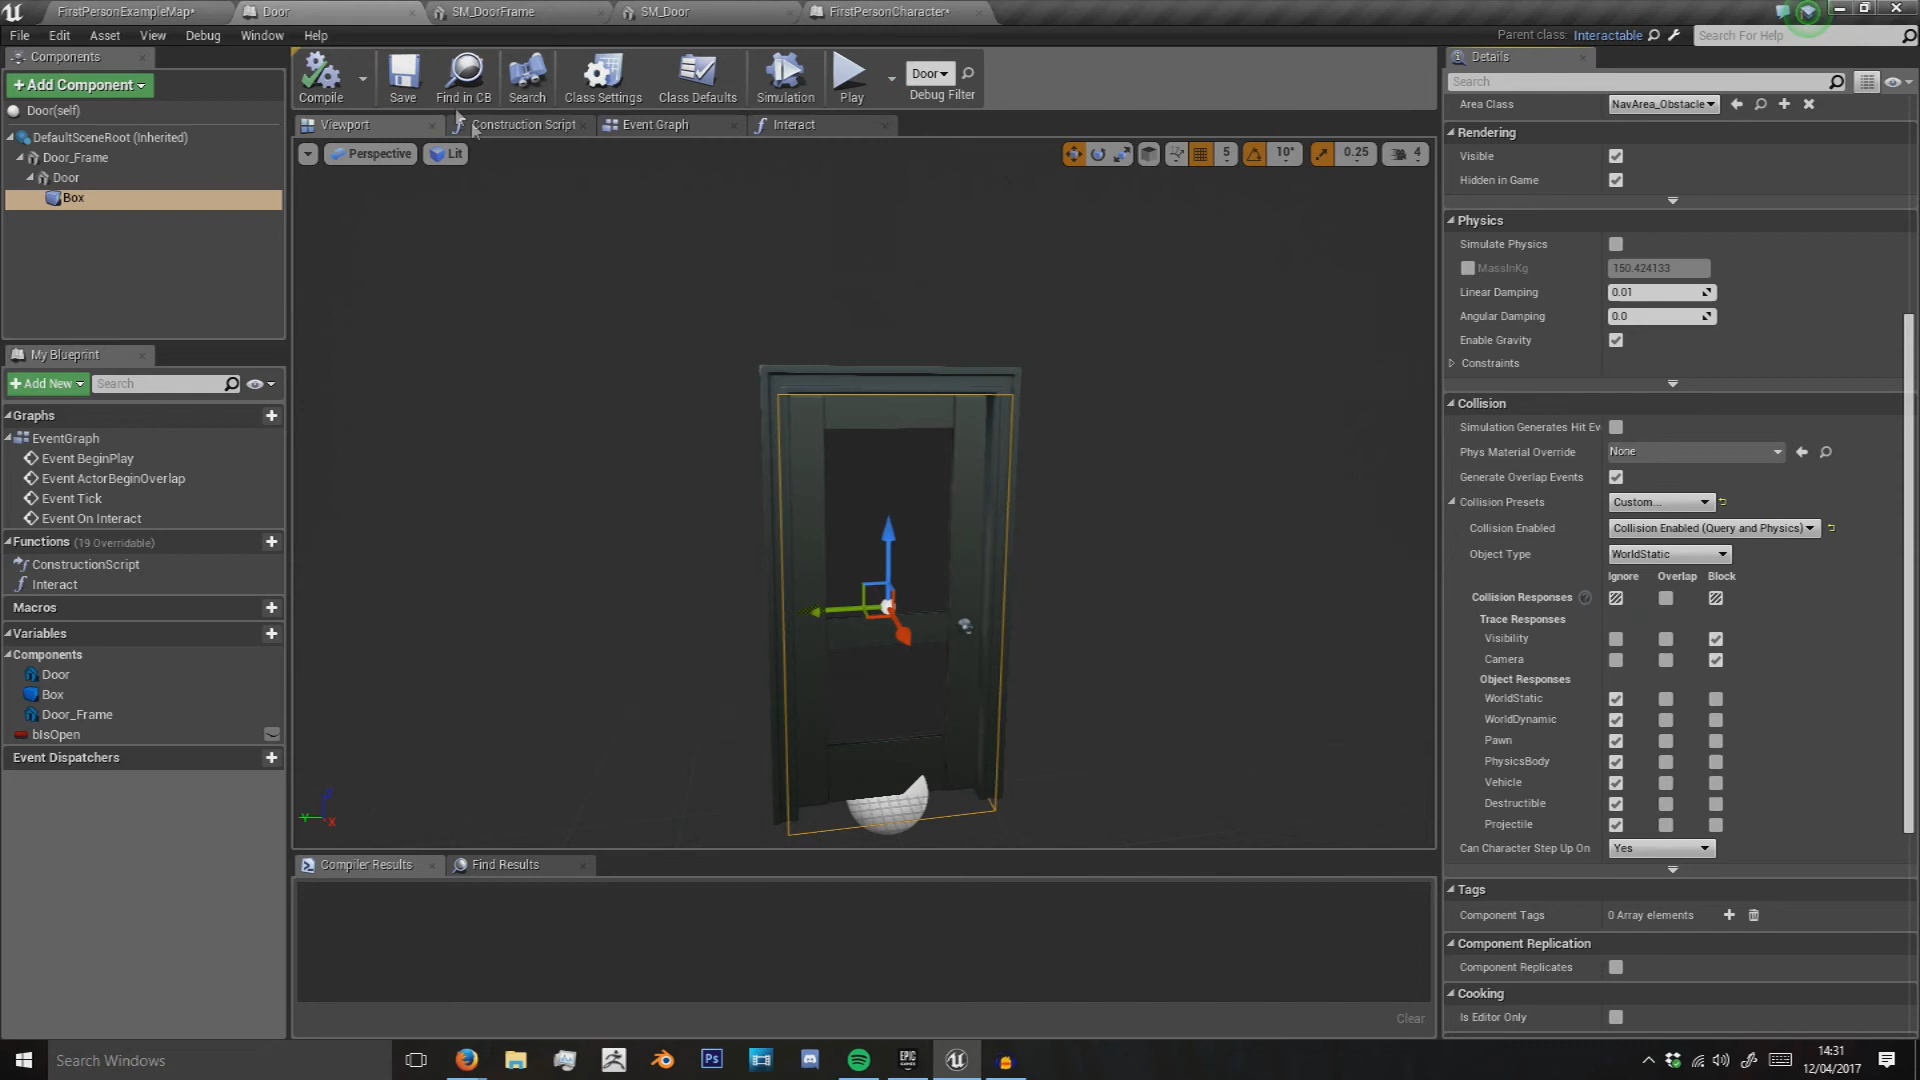 FirstPersonExampleMap*
Door
SM_DoorFrame
SM_Door
FirstPersonCharacter*
File Edit Asset View Debug Window Help
Parent class: Interactable
Search For Help
Components
+Add Component
Door(self)
DefaultSceneRoot (Inherited)
Door_Frame
Door
Box
Compile
Save
Find in CB
Search
Class Settings
Class Defaults
Simulation
Play
Door
Debug Filter
Viewport
Construction Script
Event Graph
Interact
Perspective
Lit
5
10°
0.25
4
My Blueprint
+Add New
Search
Graphs
EventGraph
Event BeginPlay
Event ActorBeginOverlap
Event Tick
Event On Interact
Functions (19 Overridable)
ConstructionScript
Interact
Macros
Variables
Components
Door
Box
Door_Frame
bIsOpen
Event Dispatchers
Z
Y
X
Compiler Results
Find Results
Clear
Details
Search
Area Class NavArea_Obstacle
Rendering
Visible
Hidden in Game
Physics
Simulate Physics
MassInKg 150.424133
Linear Damping 0.01
Angular Damping 0.0
Enable Gravity
Constraints
Collision
Simulation Generates Hit Ev
Phys Material Override None
Generate Overlap Events
Collision Presets Custom...
Collision Enabled Collision Enabled (Query and Physics)
Object Type WorldStatic
Ignore Overlap Block
Collision Responses
Trace Responses
Visibility
Camera
Object Responses
WorldStatic
WorldDynamic
Pawn
PhysicsBody
Vehicle
Destructible
Projectile
Can Character Step Up On Yes
Tags
Component Tags 0 Array elements
Component Replication
Component Replicates
Cooking
Is Editor Only
Search Windows
Ps
EPIC GAMES
14:31
12/04/2017